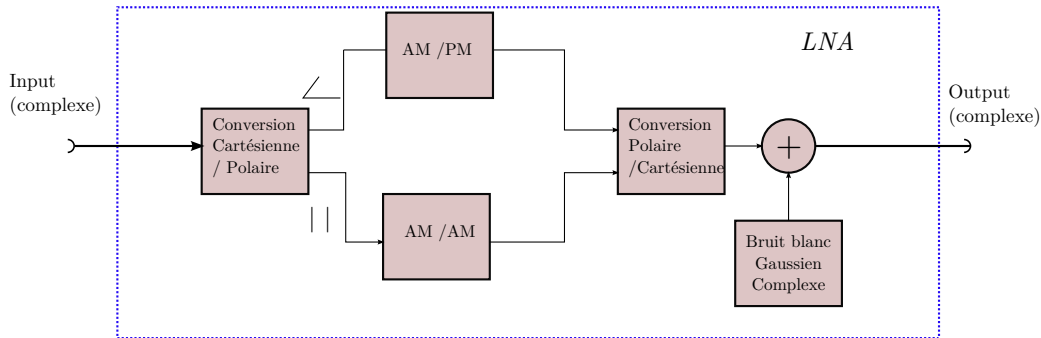 LNA
Input
(complexe)
AM /PM
Output
(complexe)
∠
Conversion
Cartésienne
/ Polaire
Conversion
Polaire
/Cartésienne
+
| |
AM /AM
Bruit blanc
Gaussien
Complexe